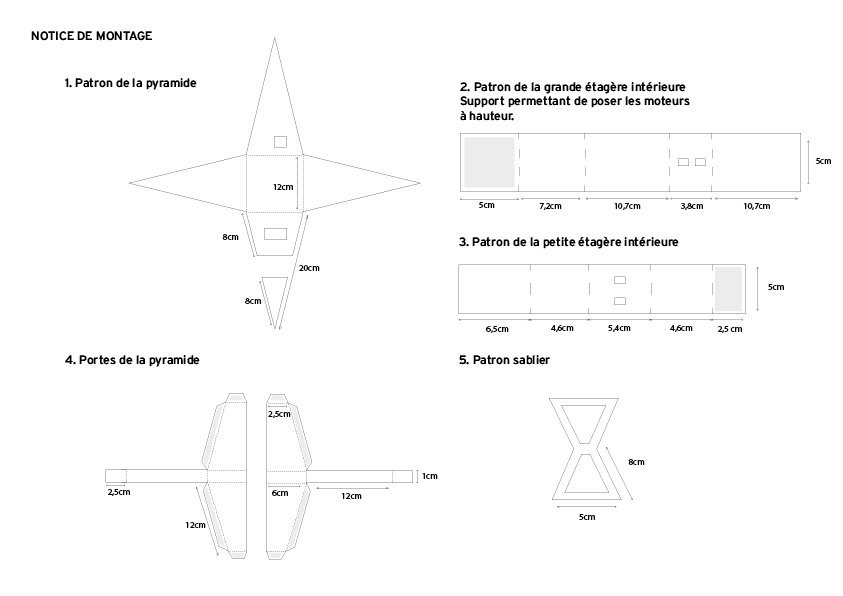 NOTICE DE MONTAGE
1. Patron de la pyramide
12cm
8cm
20cm
8cm
2. Patron de la grande étagère intérieure
Support permettant de poser les moteurs
à hauteur.
5cm
5cm
7,2cm
10,7cm
3,8cm
10,7cm
3. Patron de la petite étagère intérieure
5cm
6,5cm
4,6cm
5,4cm
4,6cm
2,5 cm
4. Portes de la pyramide
2,5cm
1cm
2,5cm
6cm
12cm
12cm
5. Patron sablier
8cm
5cm